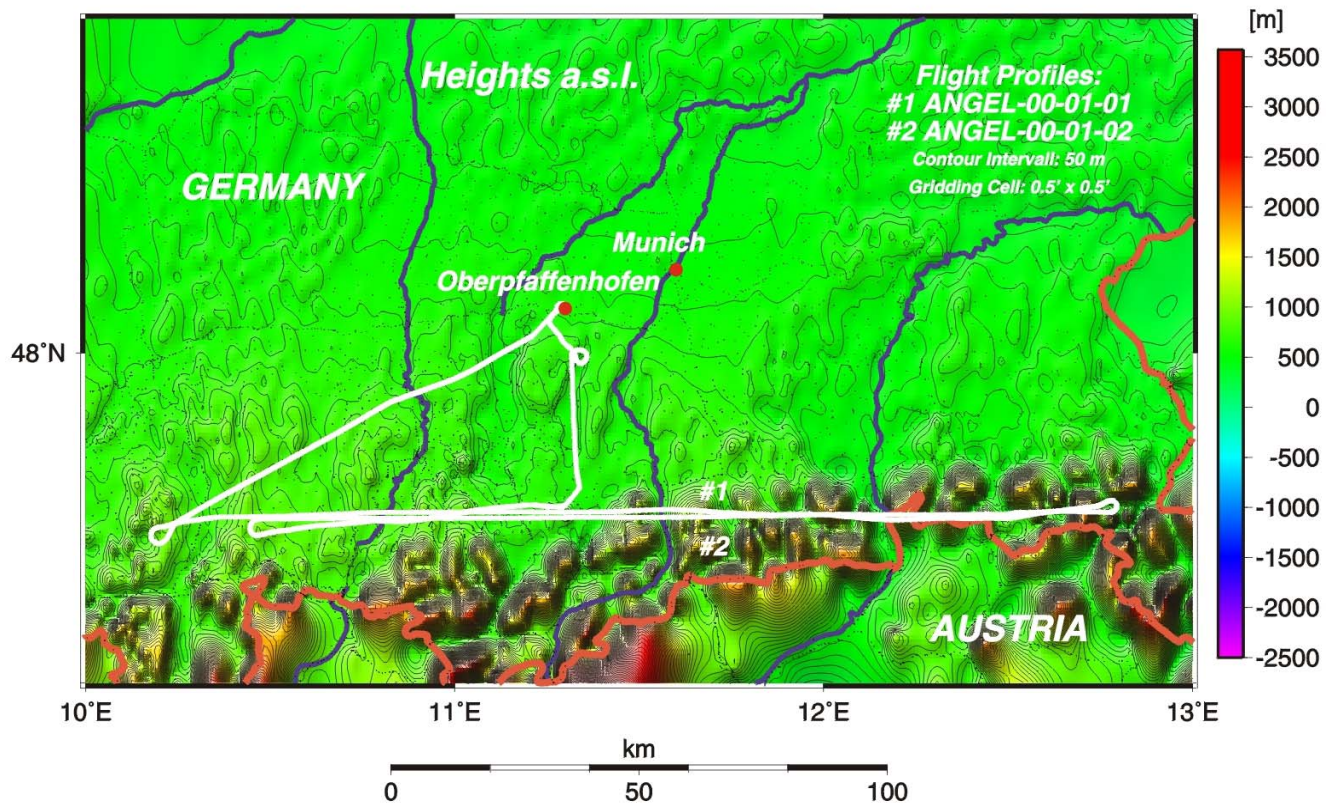 [m]
Heights a.s.l.
Flight Profiles:
#1 ANGEL-00-01-01
#2 ANGEL-00-01-02
Contour Intervall: 50 m
Gridding Cell: 0.5' x 0.5'
GERMANY
Munich
Oberpfaffenhofen
48°N
#1
#2
AUSTRIA
10°E
11°E
12°E
13°E
km
0
50
100
3500
3000
2500
2000
1500
1000
500
0
-500
-1000
-1500
-2000
-2500